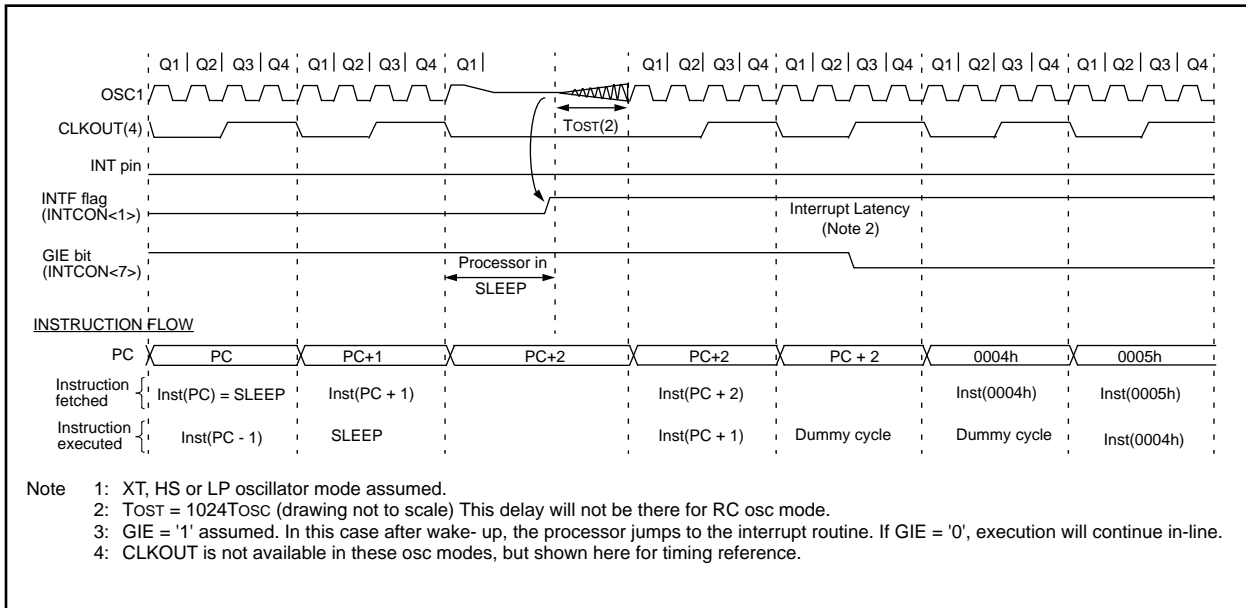 Q1 Q2 Q3 Q4 Q1 Q2 Q3 Q4 Q1 Q1 Q2 Q3 Q4 Q1 Q2 Q3 Q4 Q1 Q2 Q3 Q4 Q1 Q2 Q3 Q4
OSC1
CLKOUT(4)
TOST(2)
INT pin
INTF flag
(INTCON<1>)
Interrupt Latency
(Note 2)
GIE bit
(INTCON<7>)
Processor in
SLEEP
INSTRUCTION FLOW
PC PC PC+1 PC+2 PC+2 PC + 2 0004h 0005h
Instruction
fetched
Inst(PC) = SLEEP Inst(PC + 1) Inst(PC + 2) Inst(0004h) Inst(0005h)
Instruction
executed
Inst(PC - 1) SLEEP Inst(PC + 1) Dummy cycle Dummy cycle Inst(0004h)
Note 1: XT, HS or LP oscillator mode assumed.
2: TOST = 1024TOSC (drawing not to scale) This delay will not be there for RC osc mode.
3: GIE = '1' assumed. In this case after wake- up, the processor jumps to the interrupt routine. If GIE = '0', execution will continue in-line.
4: CLKOUT is not available in these osc modes, but shown here for timing reference.